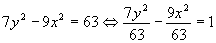 7y² − 9x² = 63 ⇔ 7y²/63 − 9x²/63 = 1